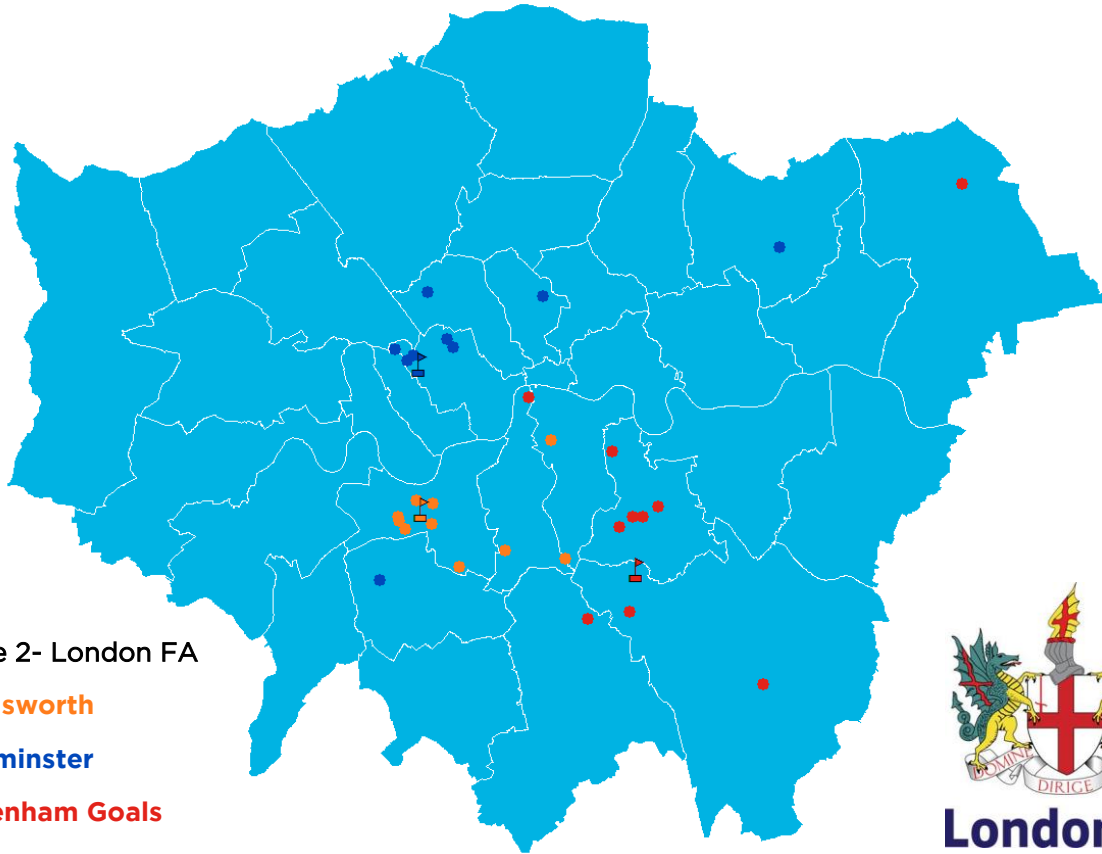 e 2- London FA
sworth
minster
enham Goals
DOMINE
DIRIGE
London